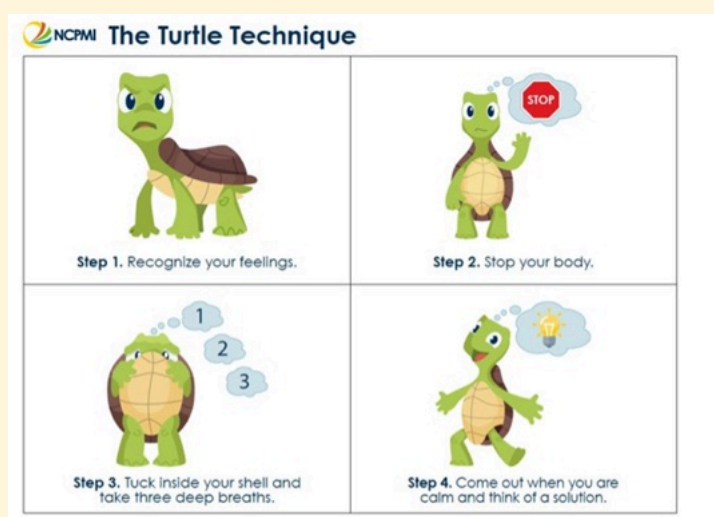 NCPMI The Turtle Technique
Step 1. Recognize your feelings.
STOP
Step 2. Stop your body.
1
2
3
Step 3. Tuck inside your shell and
take three deep breaths.
Step 4. Come out when you are
calm and think of a solution.